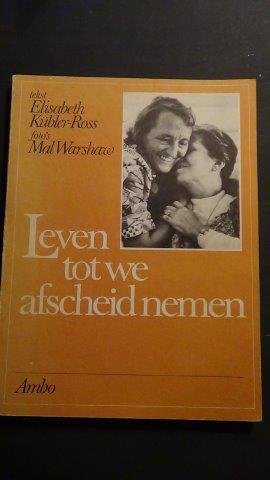 tekst
Elisabeth
Kübler-Ross
foto's
Mal Warshaw
Leven
tot we
afscheid nemen
Ambo